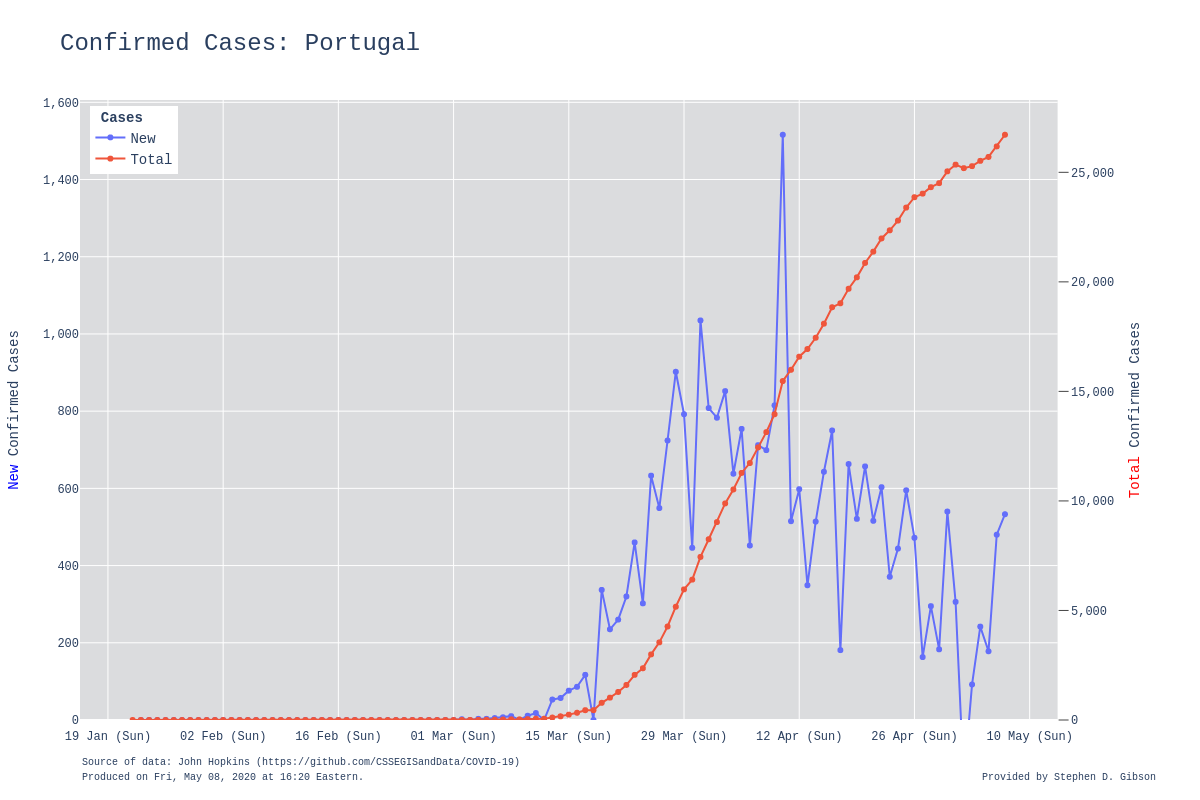 Confirmed Cases: Portugal
Cases
New
Total
1,600
1,400
1,200
1,000
800
600
400
200
0
25,000
20,000
15,000
10,000
5,000
0
New Confirmed Cases
Total Confirmed Cases
19 Jan (Sun) 02 Feb (Sun) 16 Feb (Sun) 01 Mar (Sun) 15 Mar (Sun) 29 Mar (Sun) 12 Apr (Sun) 26 Apr (Sun) 10 May (Sun)
Source of data: John Hopkins (https://github.com/CSSEGISandData/COVID-19)
Produced on Fri, May 08, 2020 at 16:20 Eastern.
Provided by Stephen D. Gibson